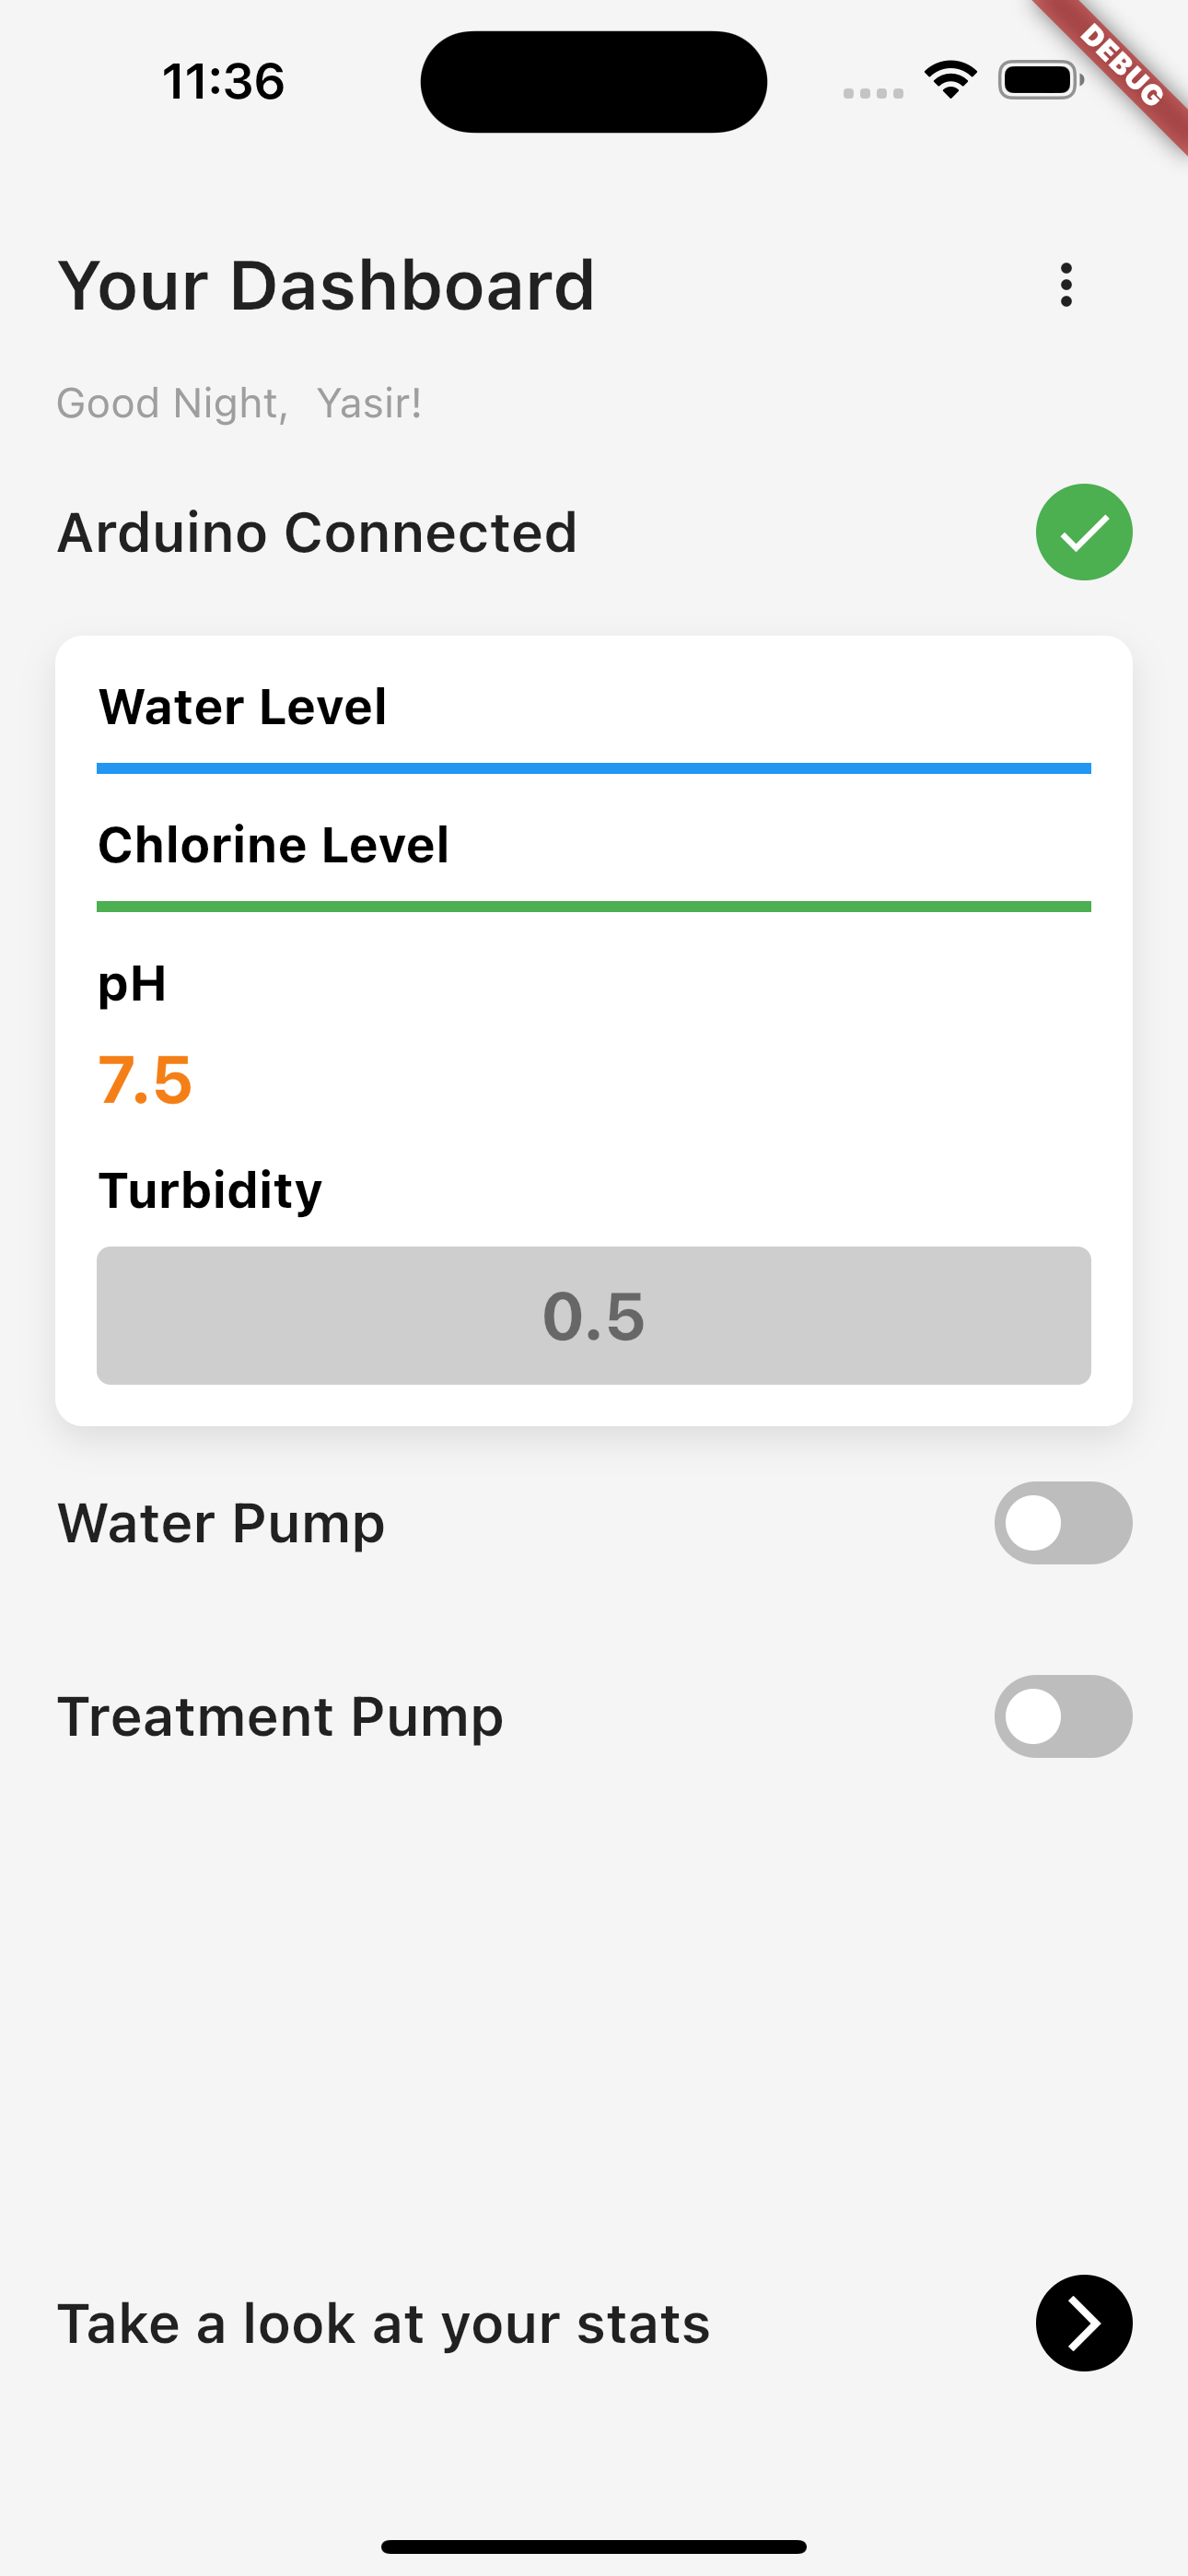 11:36
DEBUG
Your Dashboard
Good Night, Yasir!
Arduino Connected
Water Level
Chlorine Level
pH
7.5
Turbidity
0.5
Water Pump
Treatment Pump
Take a look at your stats